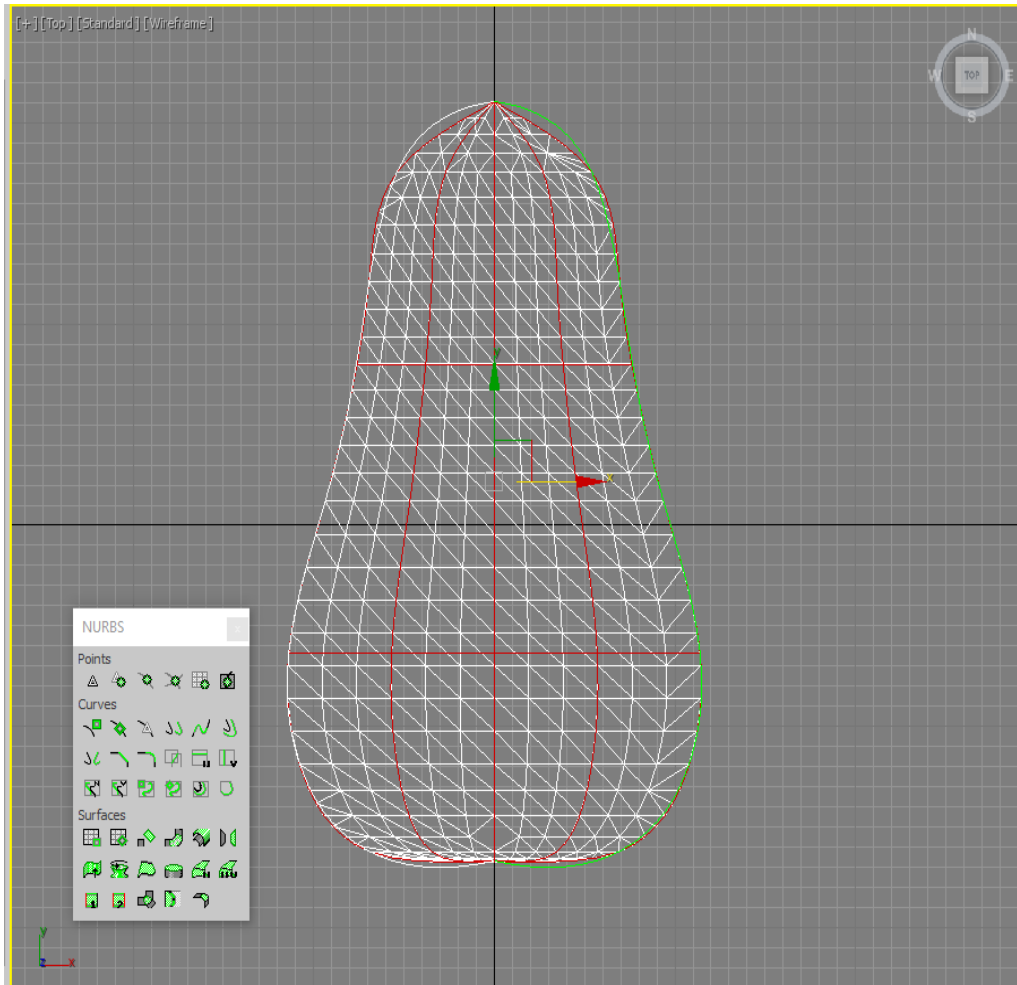 [+] [Top] [Standard] [Wireframe]
N
W
TOP
E
S
y
x
NURBS
Points
Curves
Surfaces
y
z
x